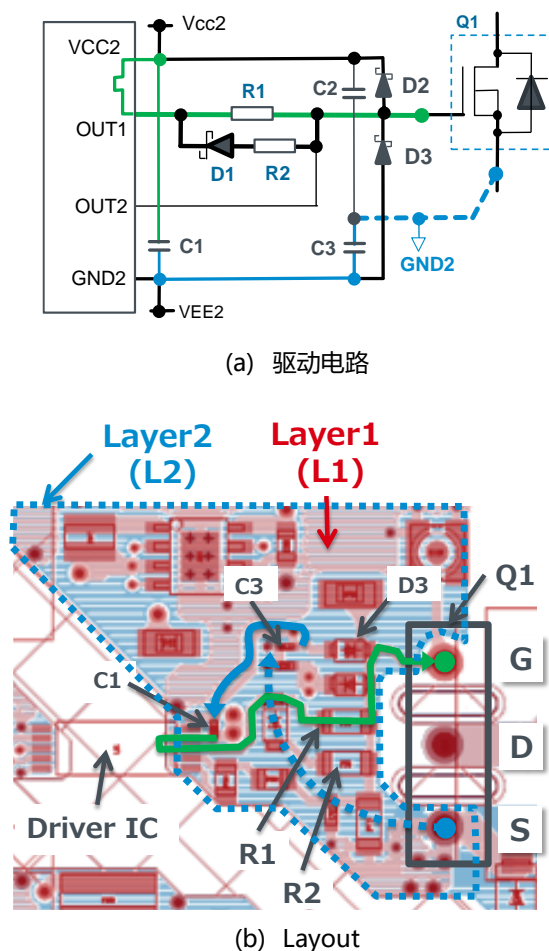 Vcc2
Q1
VCC2
C2
D2
R1
OUT1
D3
D1
R2
OUT2
C1
C3
GND2
GND2
VEE2
(a) 驱动电路
Layer2
(L2)
Layer1
(L1)
C3
D3
Q1
G
C1
D
Driver IC
S
R1
R2
(b) Layout